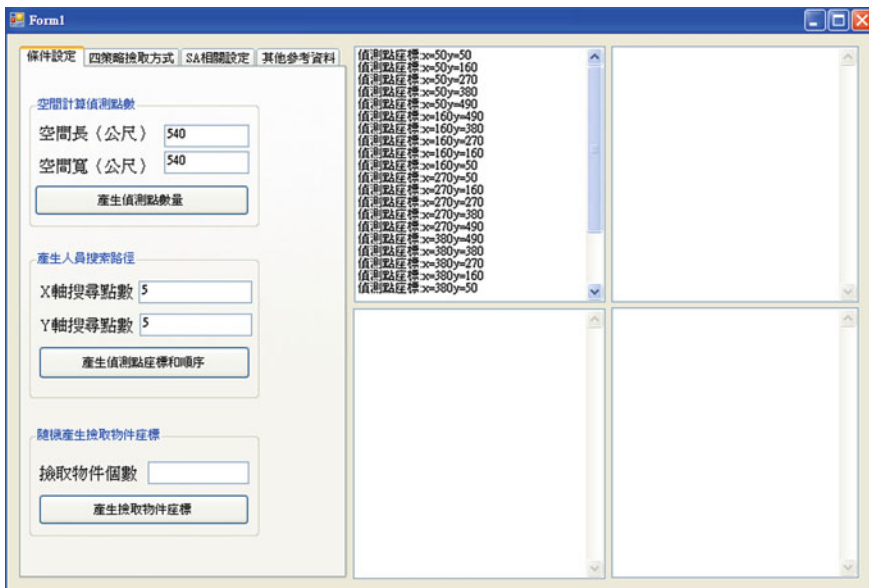 Form1
條件設定 四策略撿取方式 SA相關設定 其他參考資料
空間計算偵測點數
空間長（公尺） 540
空間寬（公尺） 540
產生偵測點數量
產生人員搜索路徑
X軸搜尋點數 5
Y軸搜尋點數 5
產生偵測點座標和順序
隨機產生撿取物件座標
撿取物件個數
產生撿取物件座標
偵測點座標:x=50y=50
偵測點座標:x=50y=160
偵測點座標:x=50y=270
偵測點座標:x=50y=380
偵測點座標:x=50y=490
偵測點座標:x=160y=490
偵測點座標:x=160y=380
偵測點座標:x=160y=270
偵測點座標:x=160y=160
偵測點座標:x=160y=50
偵測點座標:x=270y=50
偵測點座標:x=270y=160
偵測點座標:x=270y=270
偵測點座標:x=270y=380
偵測點座標:x=270y=490
偵測點座標:x=380y=490
偵測點座標:x=380y=380
偵測點座標:x=380y=270
偵測點座標:x=380y=160
偵測點座標:x=380y=50